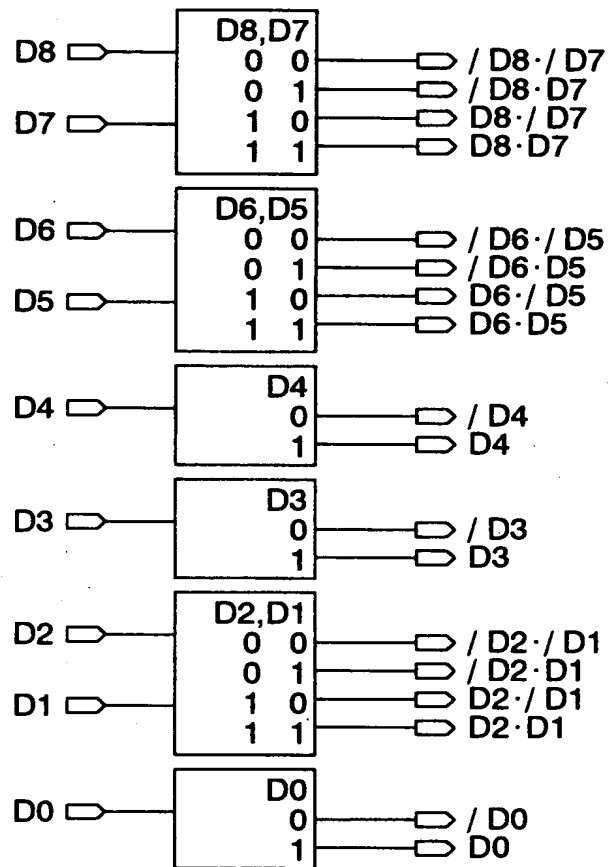 D8,D7
D8
0 0 / D8·/ D7
0 1 / D8·D7
D7
1 0 D8·/ D7
1 1 D8·D7
D6,D5
D6
0 0 / D6·/ D5
0 1 / D6·D5
D5
1 0 D6·/ D5
1 1 D6·D5
D4
D4
0 / D4
1 D4
D3
D3
0 / D3
1 D3
D2,D1
D2
0 0 / D2·/ D1
0 1 / D2·D1
D1
1 0 D2·/ D1
1 1 D2·D1
D0
D0
0 / D0
1 D0